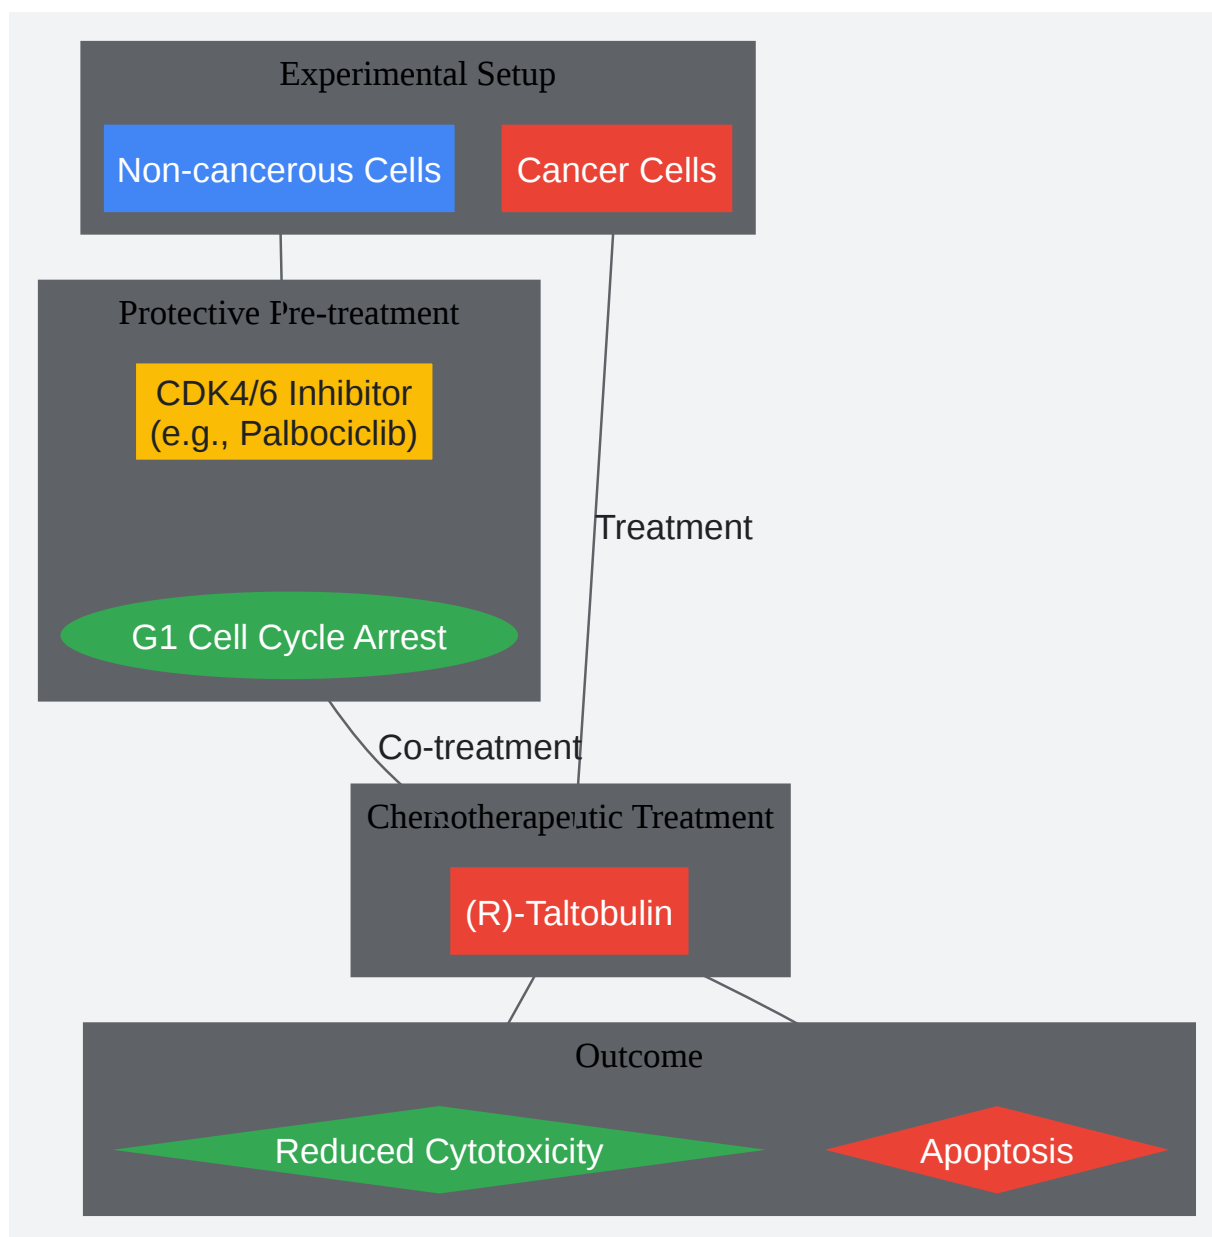 Experimental Setup
Non-cancerous Cells
Cancer Cells
Protective Pre-treatment
CDK4/6 Inhibitor
(e.g., Palbociclib)
Treatment
G1 Cell Cycle Arrest
Co-treatment
Chemotherapeutic Treatment
(R)-Taltobulin
Outcome
Reduced Cytotoxicity
Apoptosis